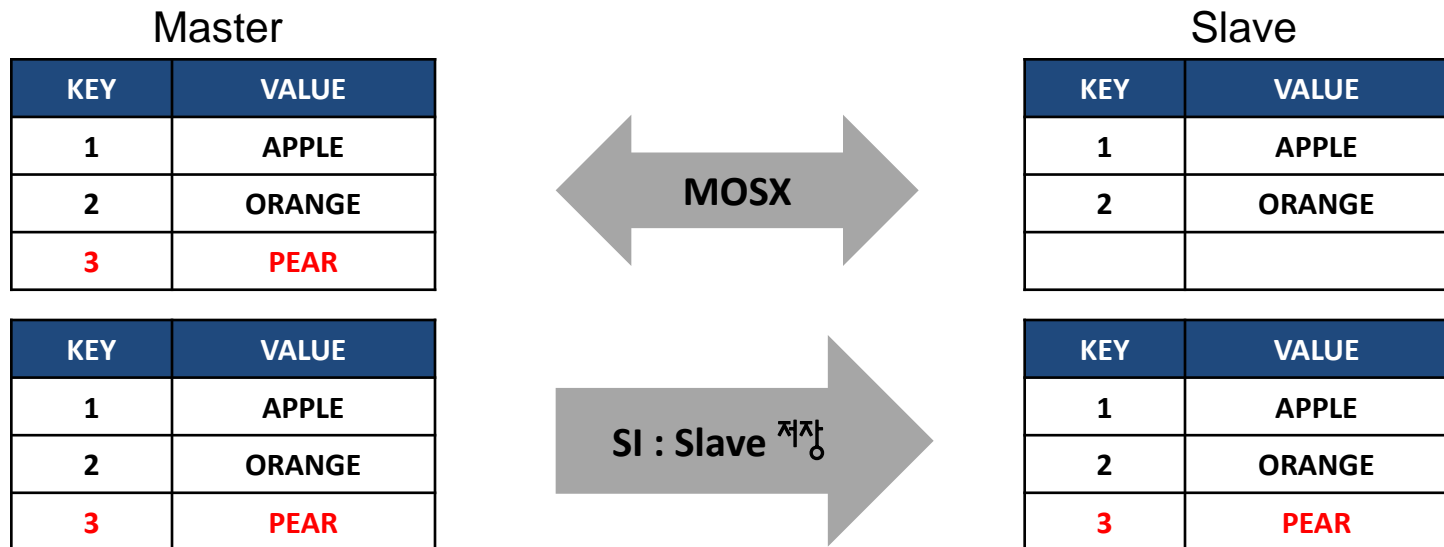 Master
Slave
KEY VALUE
1 APPLE
2 ORANGE
3 PEAR
MOSX
KEY VALUE
1 APPLE
2 ORANGE
KEY VALUE
1 APPLE
2 ORANGE
3 PEAR
SI : Slave 저장
KEY VALUE
1 APPLE
2 ORANGE
3 PEAR